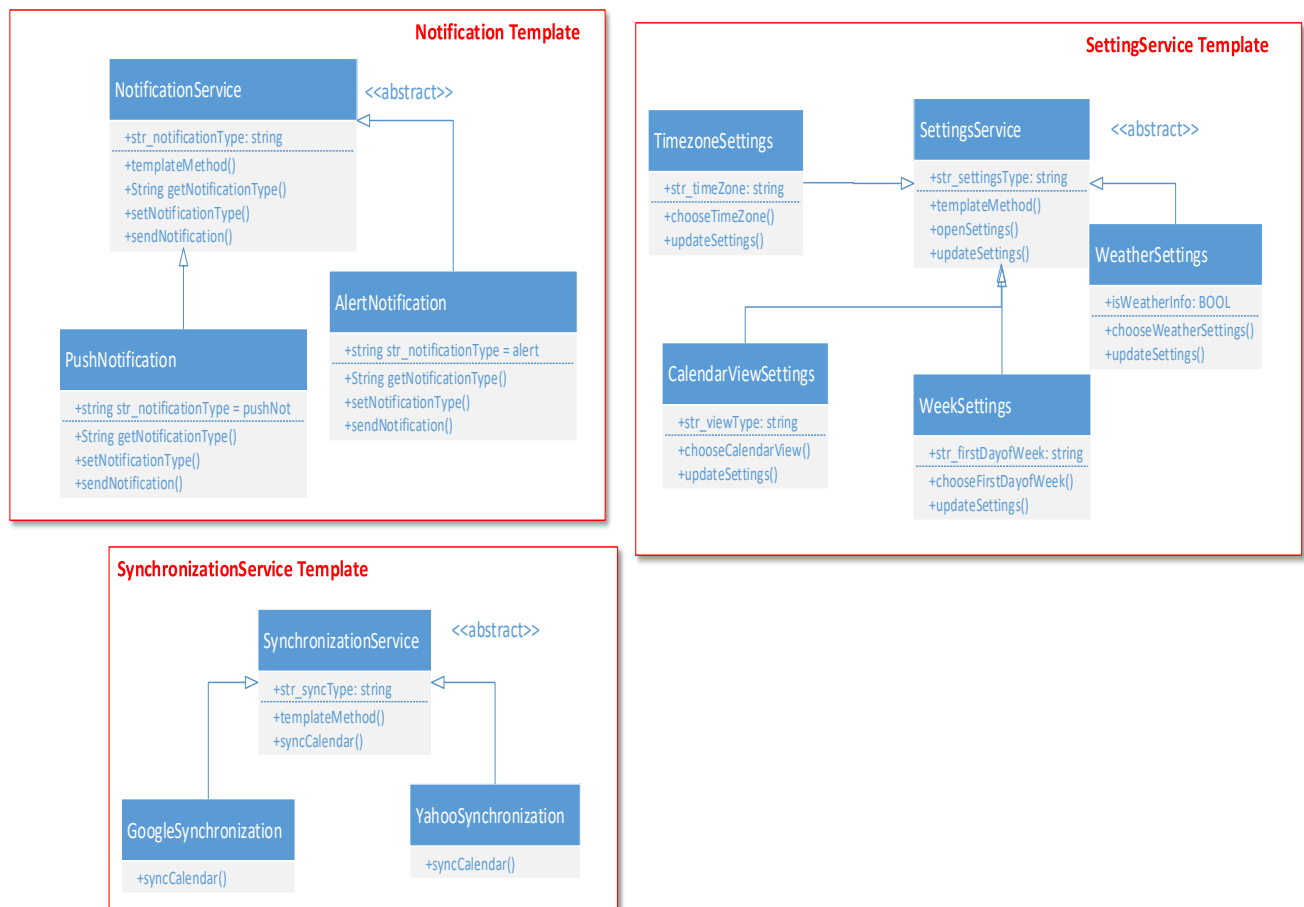 Notification Template
NotificationService
<<abstract>>
+str_notificationType: string
+templateMethod()
+String getNotificationType()
+setNotificationType()
+sendNotification()
AlertNotification
+string str_notificationType = alert
+String getNotificationType()
+setNotificationType()
+sendNotification()
PushNotification
+string str_notificationType = pushNot
+String getNotificationType()
+setNotificationType()
+sendNotification()
SettingService Template
TimezoneSettings
+str_timeZone: string
+chooseTimeZone()
+updateSettings()
SettingsService
<<abstract>>
+str_settingsType: string
+templateMethod()
+openSettings()
+updateSettings()
WeatherSettings
+isWeatherInfo: BOOL
+chooseWeatherSettings()
+updateSettings()
CalendarViewSettings
+str_viewType: string
+chooseCalendarView()
+updateSettings()
WeekSettings
+str_firstDayofWeek: string
+chooseFirstDayofWeek()
+updateSettings()
SynchronizationService Template
SynchronizationService
<<abstract>>
+str_syncType: string
+templateMethod()
+syncCalendar()
GoogleSynchronization
+syncCalendar()
YahooSynchronization
+syncCalendar()